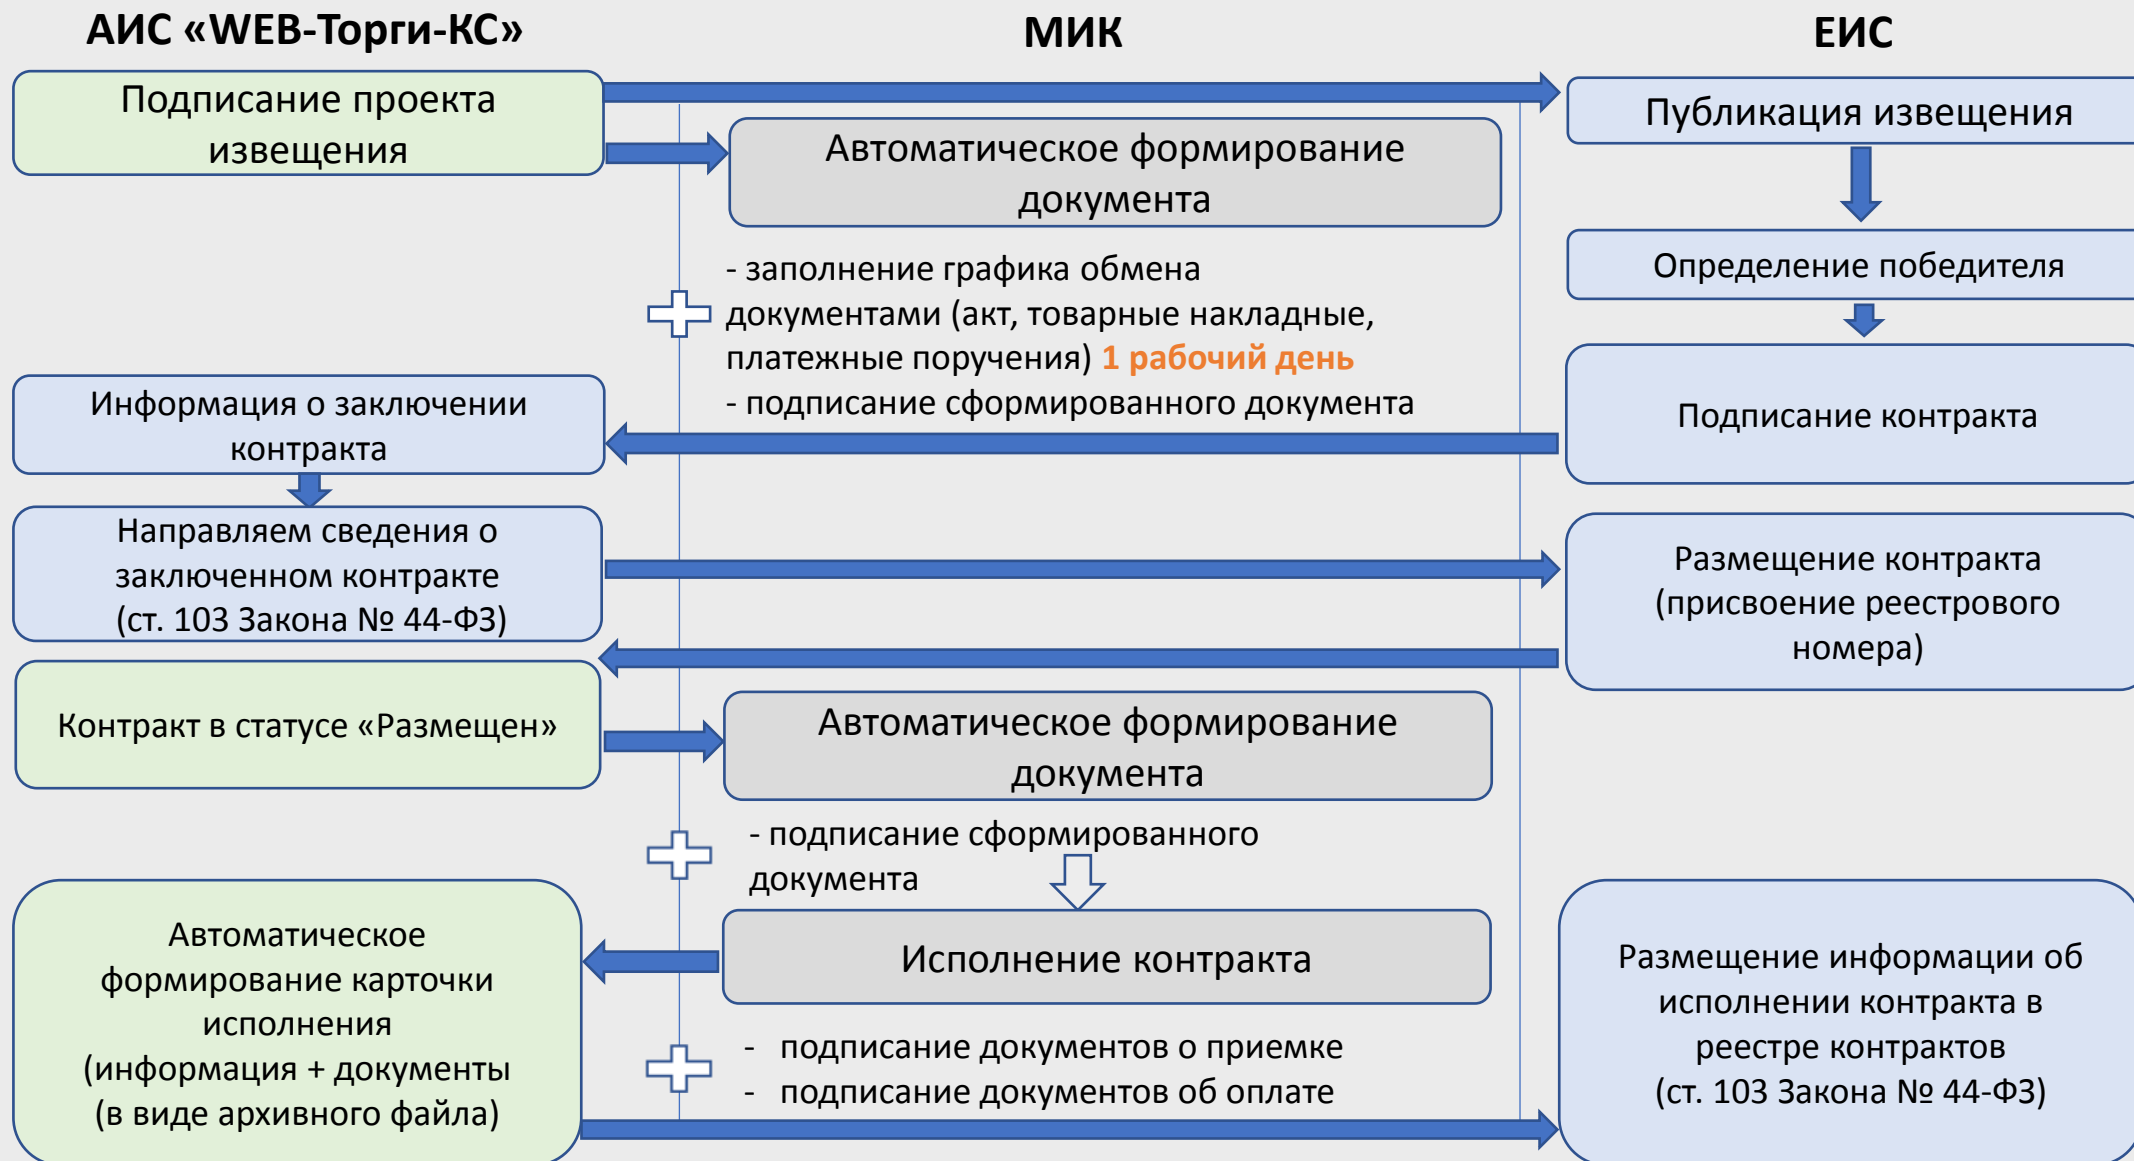 АИС «WEB-Торги-КС»
МИК
ЕИС
Подписание проекта
извещения
Публикация извещения
Автоматическое формирование
документа
- заполнение графика обмена
документами (акт, товарные накладные,
платежные поручения) 1 рабочий день
- подписание сформированного документа
Определение победителя
Подписание контракта
Информация о заключении
контракта
Направляем сведения о
заключенном контракте
(ст. 103 Закона № 44-ФЗ)
Размещение контракта
(присвоение реестрового
номера)
Контракт в статусе «Размещен»
Автоматическое формирование
документа
- подписание сформированного
документа
Исполнение контракта
Автоматическое
формирование карточки
исполнения
(информация + документы
(в виде архивного файла)
- подписание документов о приемке
- подписание документов об оплате
Размещение информации об
исполнении контракта в
реестре контрактов
(ст. 103 Закона № 44-ФЗ)